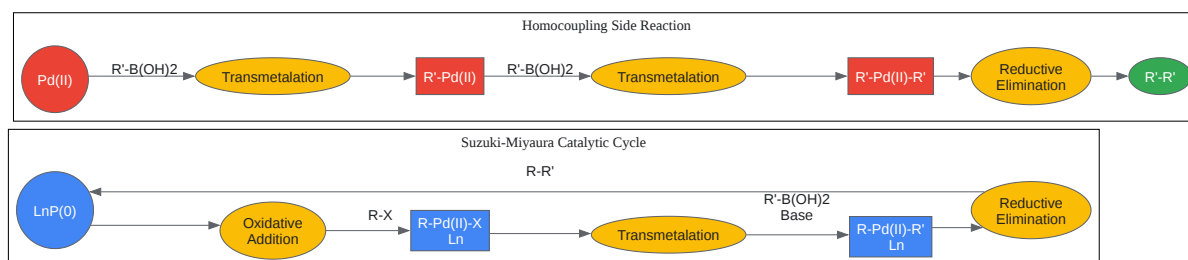 Homocoupling Side Reaction
Pd(II)
R'-B(OH)2
Transmetalation
R'-Pd(II)
R'-B(OH)2
Transmetalation
R'-Pd(II)-R'
Reductive
Elimination
R'-R'
Suzuki-Miyaura Catalytic Cycle
R-R'
LnP(0)
Oxidative
Addition
R-X
R-Pd(II)-X
Ln
Transmetalation
R'-B(OH)2
Base
R-Pd(II)-R'
Ln
Reductive
Elimination